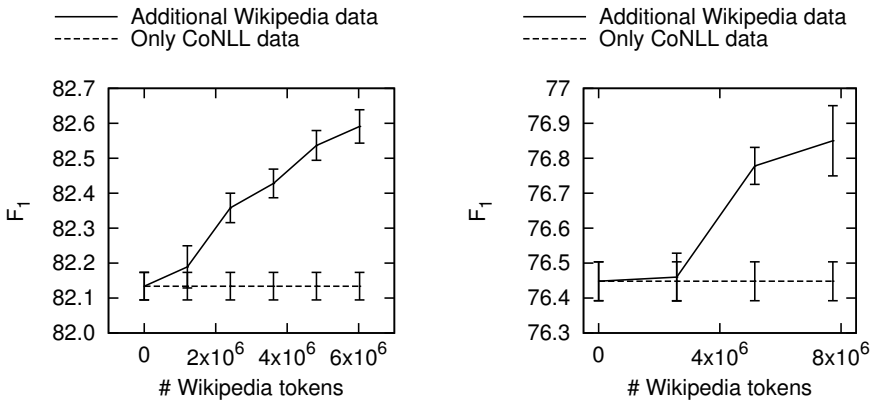 Additional Wikipedia data
Only CoNLL data
82.7
82.6
82.5
82.4
82.3
82.2
82.1
82.0
F1
0 2x10^6 4x10^6 6x10^6
# Wikipedia tokens
Additional Wikipedia data
Only CoNLL data
77
76.9
76.8
76.7
76.6
76.5
76.4
76.3
F1
0 4x10^6 8x10^6
# Wikipedia tokens